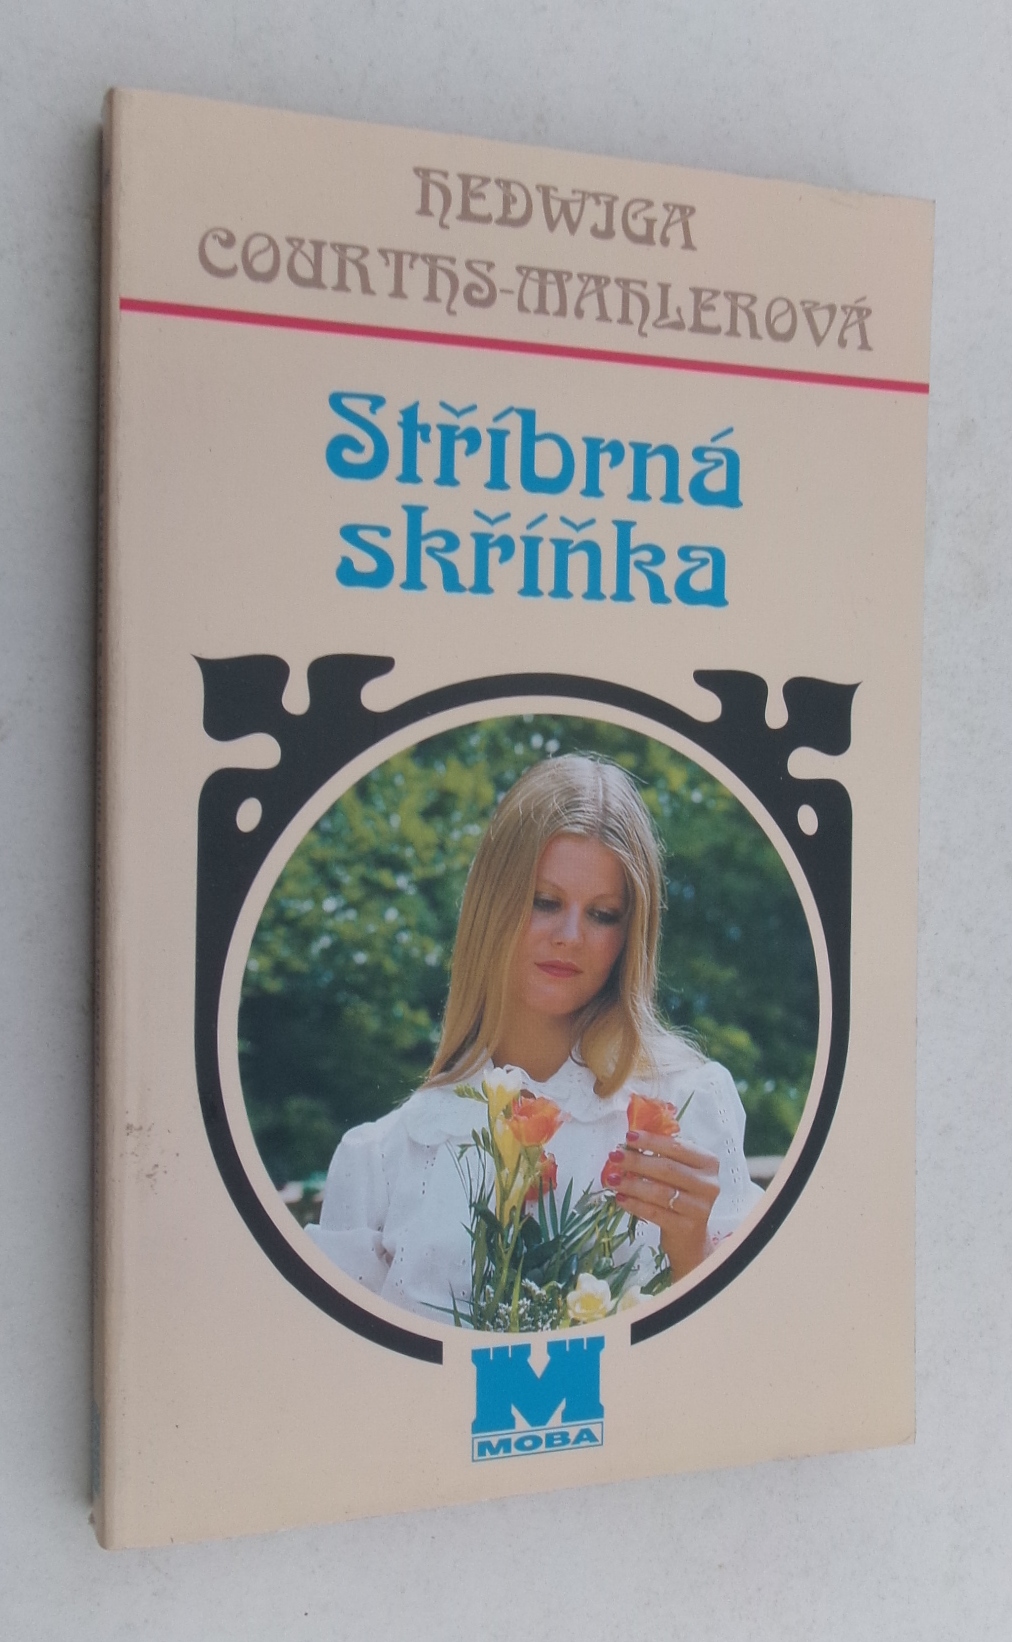 HEDWIGA
COURTHS-MAHLEROVÁ
Stříbrná
skříňka
M
MOBA